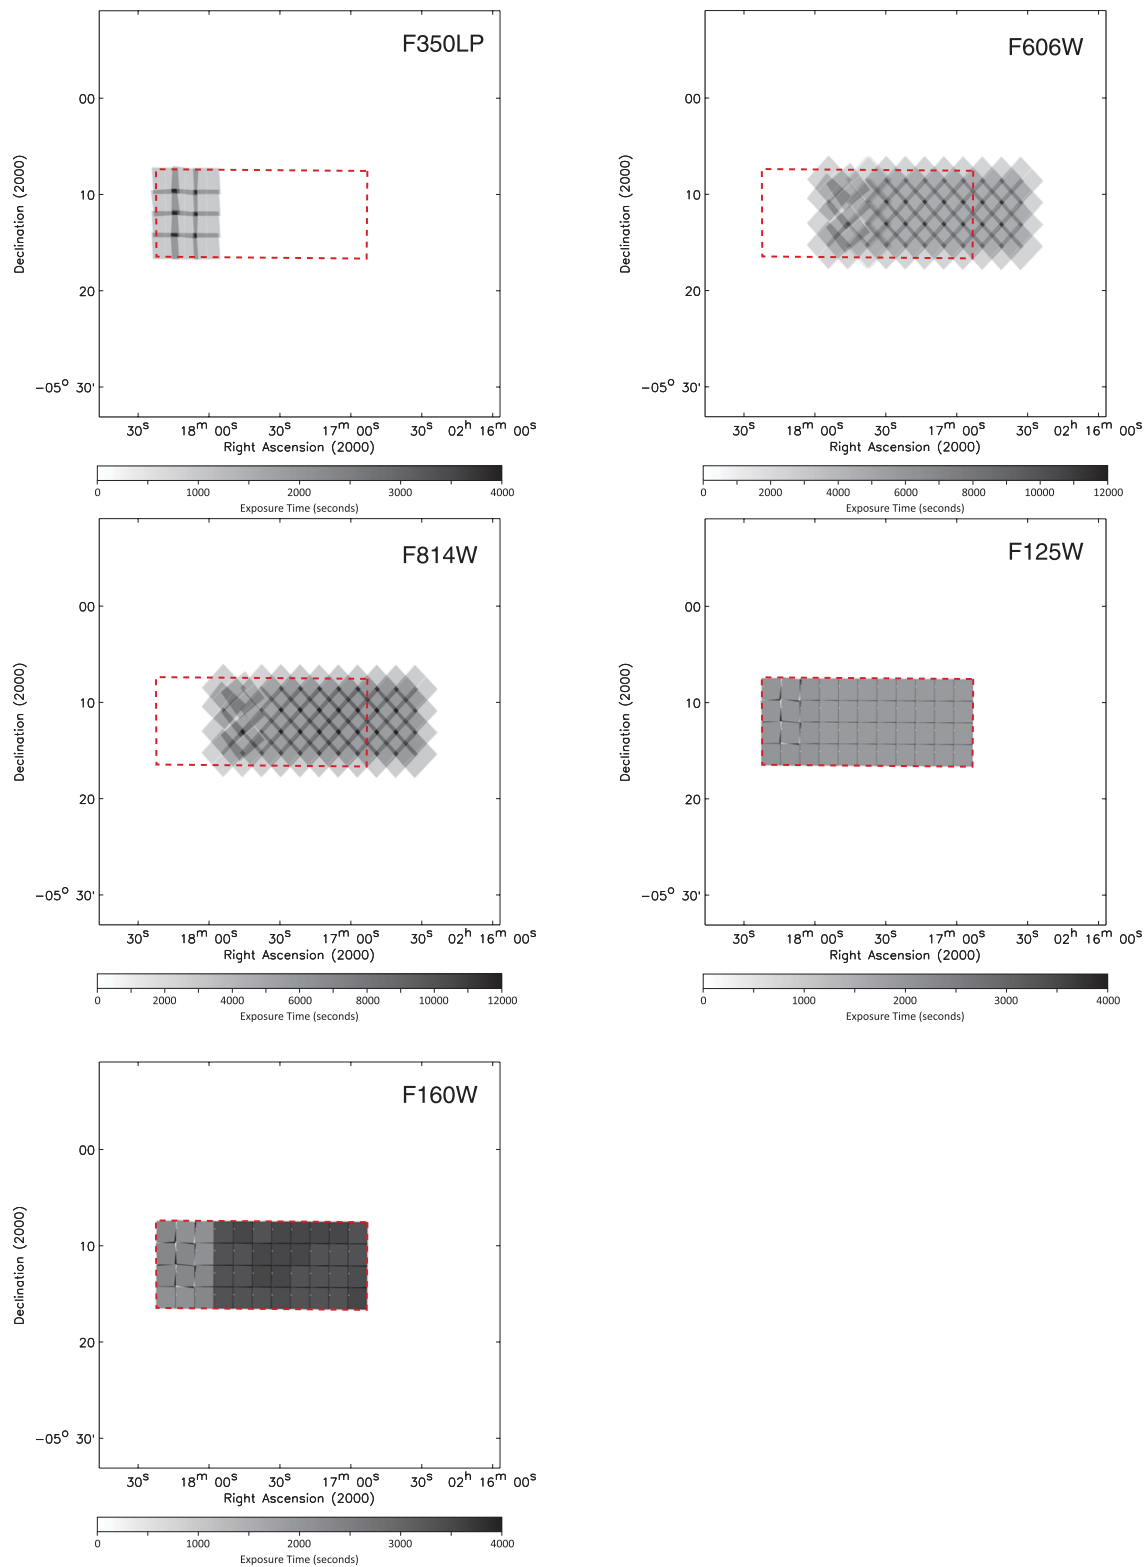 F350LP
00
10
20
−05° 30'
Declination (2000)
30s 18m 00s 30s 17m 00s 30s 02h 16m 00s
Right Ascension (2000)
0 1000 2000 3000 4000
Exposure Time (seconds)
F606W
00
10
20
−05° 30'
Declination (2000)
30s 18m 00s 30s 17m 00s 30s 02h 16m 00s
Right Ascension (2000)
0 2000 4000 6000 8000 10000 12000
Exposure Time (seconds)
F814W
00
10
20
−05° 30'
Declination (2000)
30s 18m 00s 30s 17m 00s 30s 02h 16m 00s
Right Ascension (2000)
0 2000 4000 6000 8000 10000 12000
Exposure Time (seconds)
F125W
00
10
20
−05° 30'
Declination (2000)
30s 18m 00s 30s 17m 00s 30s 02h 16m 00s
Right Ascension (2000)
0 1000 2000 3000 4000
Exposure Time (seconds)
F160W
00
10
20
−05° 30'
Declination (2000)
30s 18m 00s 30s 17m 00s 30s 02h 16m 00s
Right Ascension (2000)
0 1000 2000 3000 4000
Exposure Time (seconds)